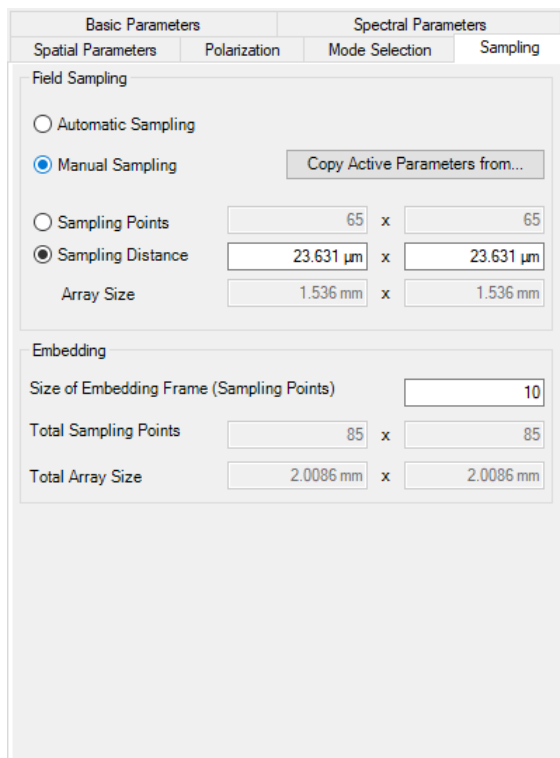 Basic Parameters Spectral Parameters
Spatial Parameters Polarization Mode Selection Sampling
Field Sampling
Automatic Sampling
Manual Sampling Copy Active Parameters from...
Sampling Points 65 x 65
Sampling Distance 23.631 µm x 23.631 µm
Array Size 1.536 mm x 1.536 mm
Embedding
Size of Embedding Frame (Sampling Points) 10
Total Sampling Points 85 x 85
Total Array Size 2.0086 mm x 2.0086 mm